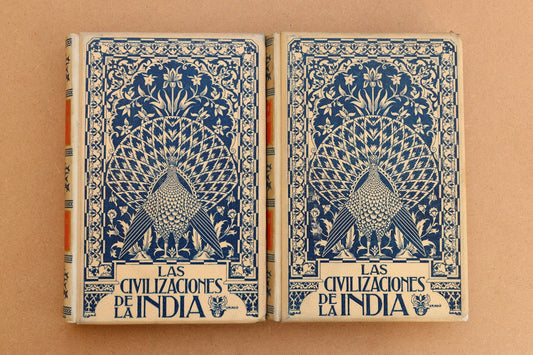 LAS
CIVILIZACIONES
DE LA INDIA
LAS
CIVILIZACIONES
DE LA INDIA